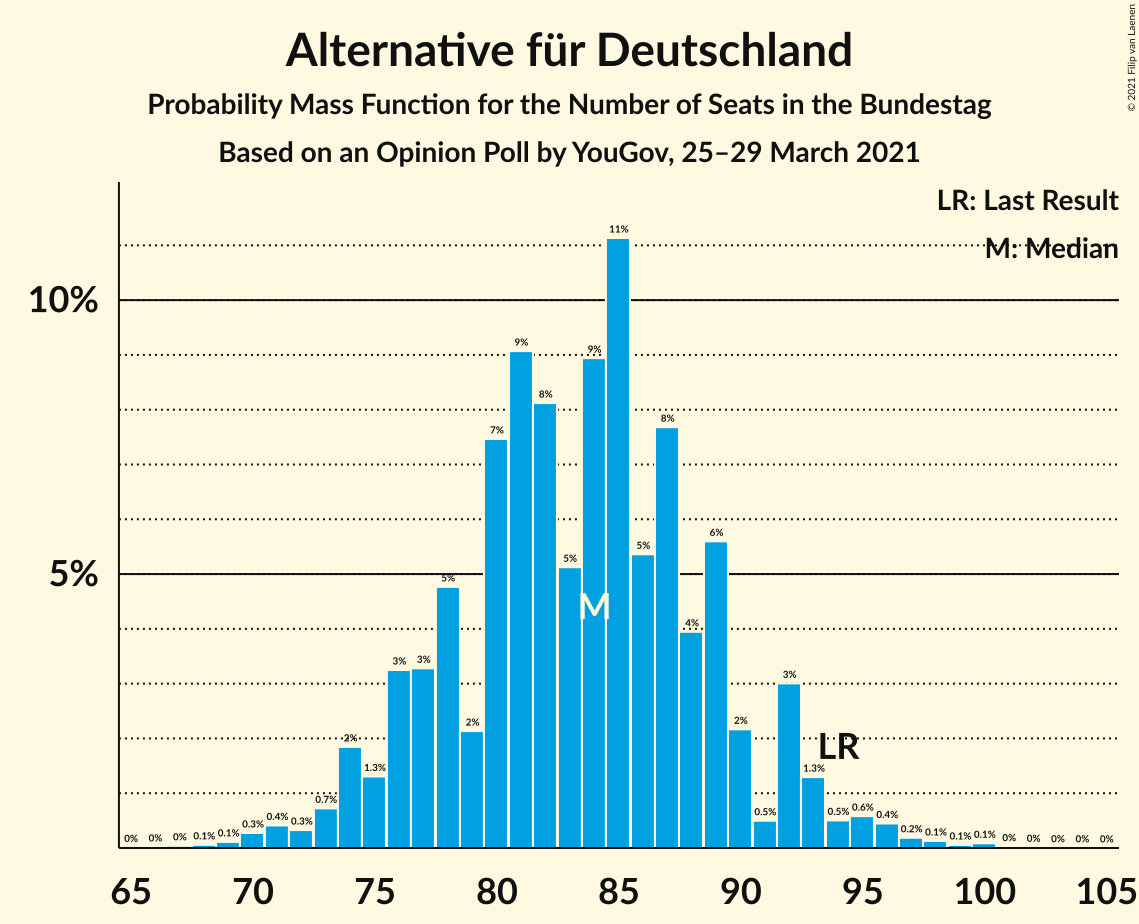 © 2021 Filip van Laenen
Alternative für Deutschland
Probability Mass Function for the Number of Seats in the Bundestag
Based on an Opinion Poll by YouGov, 25–29 March 2021
LR: Last Result
M: Median
10%
5%
0% 0% 0% 0.1% 0.1% 0.3% 0.4% 0.3% 0.7% 2% 1.3% 3% 3% 5% 2% 7% 9% 8% 5% 9% 11% 5% 8% 4% 6% 2% 0.5% 3% 1.3% 0.5% 0.6% 0.4% 0.2% 0.1% 0.1% 0.1% 0% 0% 0% 0% 0%
M
LR
65 70 75 80 85 90 95 100 105